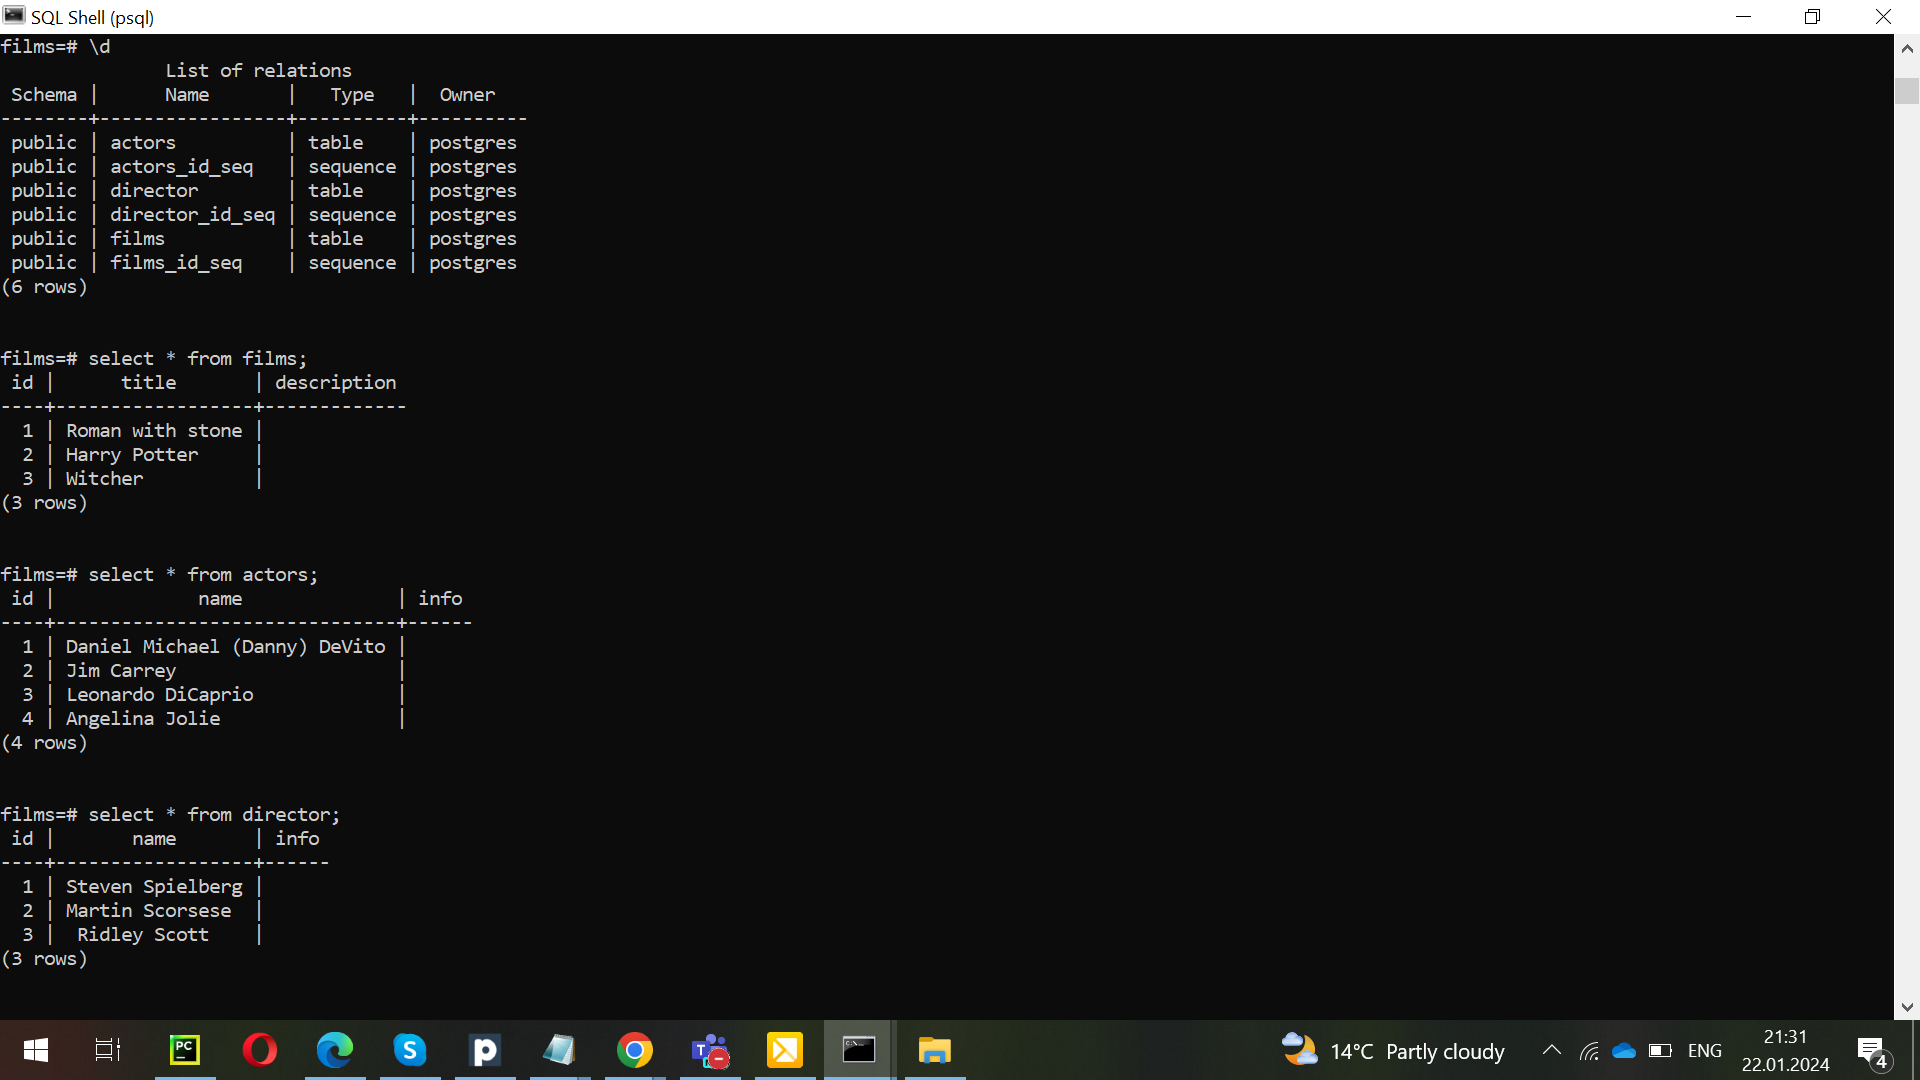 SQL Shell (psql)
films=# \d
List of relations
Schema | Name | Type | Owner
--------+-----------------+----------+----------
public | actors | table | postgres
public | actors_id_seq | sequence | postgres
public | director | table | postgres
public | director_id_seq | sequence | postgres
public | films | table | postgres
public | films_id_seq | sequence | postgres
(6 rows)
films=# select * from films;
id | title | description
----+------------------+-------------
1 | Roman with stone |
2 | Harry Potter |
3 | Witcher |
(3 rows)
films=# select * from actors;
id | name | info
----+-------------------------------+------
1 | Daniel Michael (Danny) DeVito |
2 | Jim Carrey |
3 | Leonardo DiCaprio |
4 | Angelina Jolie |
(4 rows)
films=# select * from director;
id | name | info
----+------------------+------
1 | Steven Spielberg |
2 | Martin Scorsese |
3 | Ridley Scott |
(3 rows)
PC
S
p
T
C:\.
14°C Partly cloudy
ENG
21:31
22.01.2024
4